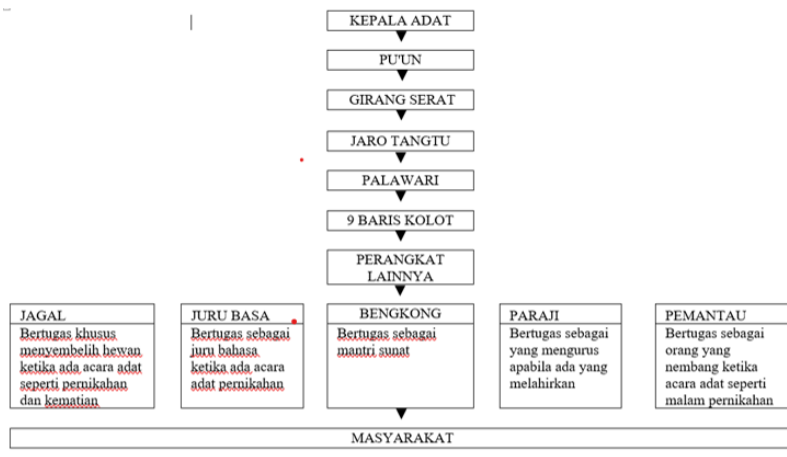 KEPALA ADAT
PU'UN
GIRANG SERAT
JARO TANGTU
PALAWARI
9 BARIS KOLOT
PERANGKAT
LAINNYA
JAGAL
Bertugas khusus
menyembelih hewan
ketika ada acara adat
seperti pernikahan
dan kematian
JURU BASA
Bertugas sebagai
juru bahasa
ketika ada acara
adat pernikahan
BENGKONG
Bertugas sebagai
mantri sunat
PARAJI
Bertugas sebagai
yang mengurus
apabila ada yang
melahirkan
PEMANTAU
Bertugas sebagai
orang yang
nembang ketika
acara adat seperti
malam pernikahan
MASYARAKAT